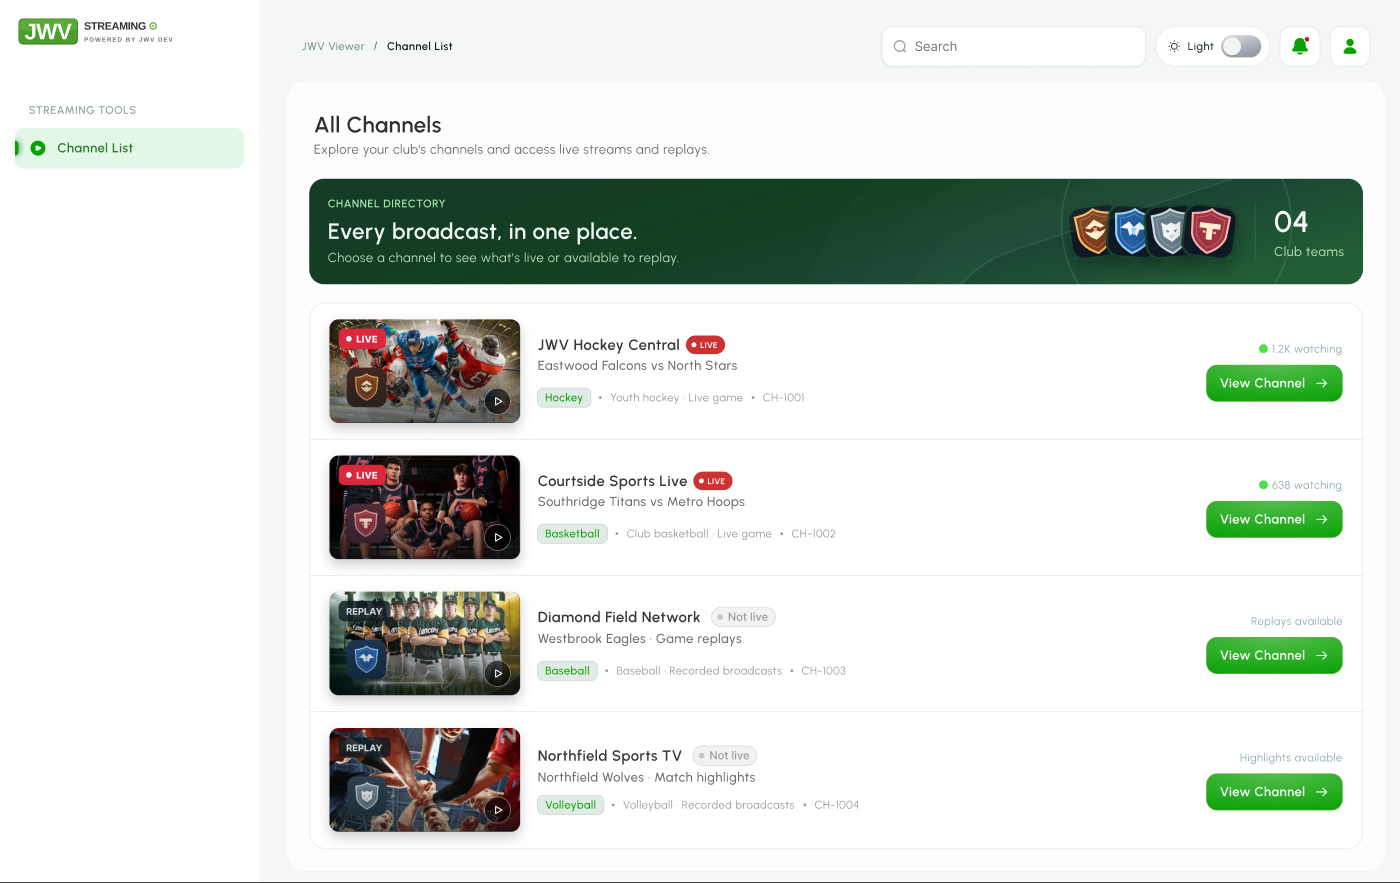 JWV STREAMING
POWERED BY JWV DEV
JWV Viewer / Channel List
Search
Light
STREAMING TOOLS
Channel List
All Channels
Explore your club's channels and access live streams and replays.
CHANNEL DIRECTORY
Every broadcast, in one place.
Choose a channel to see what's live or available to replay.
04
Club teams
LIVE
JWV Hockey Central LIVE
Eastwood Falcons vs North Stars
Hockey • Youth hockey · Live game • CH-1001
1.2K watching
View Channel →
LIVE
Courtside Sports Live LIVE
Southridge Titans vs Metro Hoops
Basketball • Club basketball · Live game • CH-1002
638 watching
View Channel →
REPLAY
Diamond Field Network Not live
Westbrook Eagles · Game replays
Baseball • Baseball · Recorded broadcasts • CH-1003
Replays available
View Channel →
REPLAY
Northfield Sports TV Not live
Northfield Wolves · Match highlights
Volleyball • Volleyball · Recorded broadcasts • CH-1004
Highlights available
View Channel →